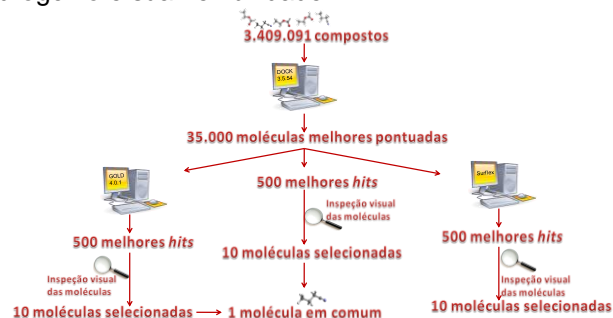 3.409.091 compostos
DOCK
3.5.54
35.000 moléculas melhores pontuadas
GOLD
4.0.1
500 melhores hits
Inspeção visual
das moléculas
10 moléculas selecionadas
500 melhores hits
Inspeção visual
das moléculas
10 moléculas selecionadas
1 molécula em comum
Surflex
500 melhores hits
Inspeção visual
das moléculas
10 moléculas selecionadas